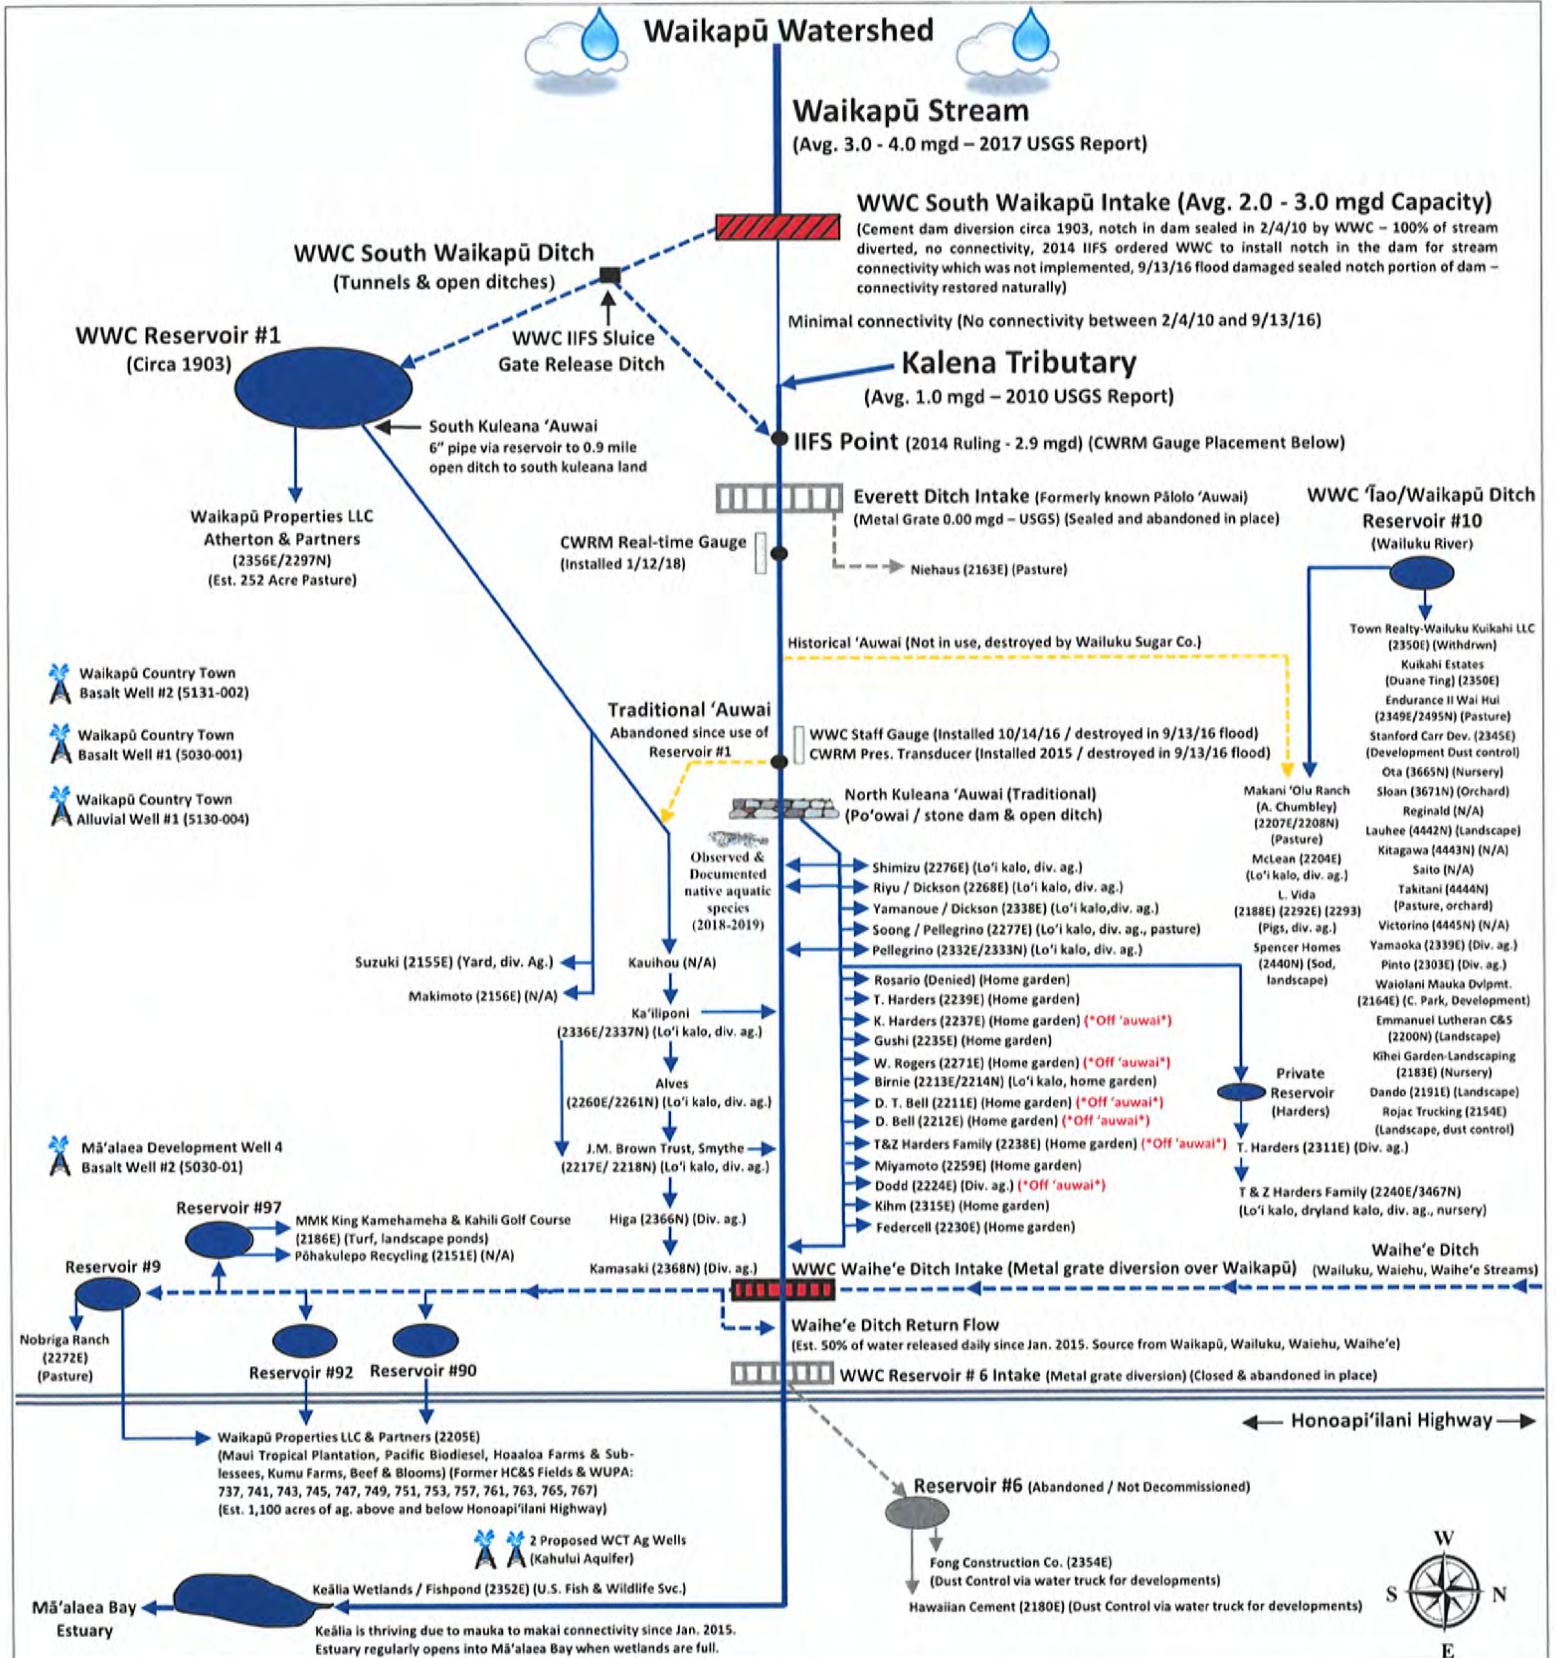 Waikapū Watershed
Waikapū Stream
(Avg. 3.0 - 4.0 mgd – 2017 USGS Report)
WWC South Waikapū Intake (Avg. 2.0 - 3.0 mgd Capacity)
(Cement dam diversion circa 1903, notch in dam sealed in 2/4/10 by WWC – 100% of stream
diverted, no connectivity, 2014 IIFS ordered WWC to install notch in the dam for stream
connectivity which was not implemented, 9/13/16 flood damaged sealed notch portion of dam –
connectivity restored naturally)
WWC South Waikapū Ditch
(Tunnels & open ditches)
WWC IIFS Sluice
Gate Release Ditch
Minimal connectivity (No connectivity between 2/4/10 and 9/13/16)
WWC Reservoir #1
(Circa 1903)
Kalena Tributary
(Avg. 1.0 mgd – 2010 USGS Report)
South Kuleana ‘Auwai
6” pipe via reservoir to 0.9 mile
open ditch to south kuleana land
IIFS Point (2014 Ruling - 2.9 mgd) (CWRM Gauge Placement Below)
Waikapū Properties LLC
Atherton & Partners
(2356E/2297N)
(Est. 252 Acre Pasture)
Everett Ditch Intake (Formerly known Pālolo ‘Auwai)
(Metal Grate 0.00 mgd – USGS) (Sealed and abandoned in place)
CWRM Real-time Gauge
(Installed 1/12/18)
Niehaus (2163E) (Pasture)
WWC ‘Īao/Waikapū Ditch
Reservoir #10
(Wailuku River)
Historical ‘Auwai (Not in use, destroyed by Wailuku Sugar Co.)
Town Realty-Wailuku Kuikahi LLC
(2350E) (Withdrwn)
Kuikahi Estates
(Duane Ting) (2350E)
Endurance II Wai Hui
(2349E/2495N) (Pasture)
Stanford Carr Dev. (2345E)
(Development Dust control)
Ota (3665N) (Nursery)
Sloan (3671N) (Orchard)
Reginald (N/A)
Lauhee (4442N) (Landscape)
Kitagawa (4443N) (N/A)
Saito (N/A)
Takitani (4444N)
(Pasture, orchard)
Victorino (4445N) (N/A)
Yamaoka (2339E) (Div. ag.)
Pinto (2303E) (Div. ag.)
Waiolani Mauka Dvlpmt.
(2164E) (C. Park, Development)
Emmanuel Lutheran C&S
(2200N) (Landscape)
Kīhei Garden-Landscaping
(2183E) (Nursery)
Dando (2191E) (Landscape)
Rojac Trucking (2154E)
(Landscape, dust control)
Waikapū Country Town
Basalt Well #2 (5131-002)
Waikapū Country Town
Basalt Well #1 (5030-001)
Waikapū Country Town
Alluvial Well #1 (5130-004)
Traditional ‘Auwai
Abandoned since use of
Reservoir #1
WWC Staff Gauge (Installed 10/14/16 / destroyed in 9/13/16 flood)
CWRM Pres. Transducer (Installed 2015 / destroyed in 9/13/16 flood)
North Kuleana ‘Auwai (Traditional)
(Po‘owai / stone dam & open ditch)
Makani ‘Olu Ranch
(A. Chumbley)
(2207E/2208N)
(Pasture)
McLean (2204E)
(Lo‘i kalo, div. ag.)
L. Vida
(2188E) (2292E) (2293)
(Pigs, div. ag.)
Spencer Homes
(2440N) (Sod,
landscape)
Observed &
Documented
native aquatic
species
(2018-2019)
Shimizu (2276E) (Lo‘i kalo, div. ag.)
Riyu / Dickson (2268E) (Lo‘i kalo, div. ag.)
Yamanoue / Dickson (2338E) (Lo‘i kalo,div. ag.)
Soong / Pellegrino (2277E) (Lo‘i kalo, div. ag., pasture)
Pellegrino (2332E/2333N) (Lo‘i kalo, div. ag.)
Rosario (Denied) (Home garden)
T. Harders (2239E) (Home garden)
K. Harders (2237E) (Home garden) (*Off ‘auwai*)
Gushi (2235E) (Home garden)
W. Rogers (2271E) (Home garden) (*Off ‘auwai*)
Birnie (2213E/2214N) (Lo‘i kalo, home garden)
D. T. Bell (2211E) (Home garden) (*Off ‘auwai*)
D. Bell (2212E) (Home garden) (*Off ‘auwai*)
T&Z Harders Family (2238E) (Home garden) (*Off ‘auwai*)
Miyamoto (2259E) (Home garden)
Dodd (2224E) (Div. ag.) (*Off ‘auwai*)
Kihm (2315E) (Home garden)
Federcell (2230E) (Home garden)
Private
Reservoir
(Harders)
T. Harders (2311E) (Div. ag.)
T & Z Harders Family (2240E/3467N)
(Lo‘i kalo, dryland kalo, div. ag., nursery)
Suzuki (2155E) (Yard, div. Ag.)
Makimoto (2156E) (N/A)
Kauihou (N/A)
Ka‘iliponi
(2336E/2337N) (Lo‘i kalo, div. ag.)
Alves
(2260E/2261N) (Lo‘i kalo, div. ag.)
J.M. Brown Trust, Smythe
(2217E/ 2218N) (Lo‘i kalo, div. ag.)
Higa (2366N) (Div. ag.)
Kamasaki (2368N) (Div. ag.)
Mā‘alaea Development Well 4
Basalt Well #2 (5030-01)
Reservoir #97
MMK King Kamehameha & Kahili Golf Course
(2186E) (Turf, landscape ponds)
Pōhakulepo Recycling (2151E) (N/A)
Reservoir #9
Nobriga Ranch
(2272E)
(Pasture)
WWC Waihe‘e Ditch Intake (Metal grate diversion over Waikapū)
Waihe‘e Ditch
(Wailuku, Waiehu, Waihe‘e Streams)
Waihe‘e Ditch Return Flow
(Est. 50% of water released daily since Jan. 2015. Source from Waikapū, Wailuku, Waiehu, Waihe‘e)
Reservoir #92
Reservoir #90
WWC Reservoir # 6 Intake (Metal grate diversion) (Closed & abandoned in place)
Honoapi‘ilani Highway
Waikapū Properties LLC & Partners (2205E)
(Maui Tropical Plantation, Pacific Biodiesel, Hoaaloa Farms & Sub-
lessees, Kumu Farms, Beef & Blooms) (Former HC&S Fields & WUPA:
737, 741, 743, 745, 747, 749, 751, 753, 757, 761, 763, 765, 767)
(Est. 1,100 acres of ag. above and below Honoapi‘ilani Highway)
Reservoir #6 (Abandoned / Not Decommissioned)
Fong Construction Co. (2354E)
(Dust Control via water truck for developments)
Hawaiian Cement (2180E) (Dust Control via water truck for developments)
2 Proposed WCT Ag Wells
(Kahului Aquifer)
Keālia Wetlands / Fishpond (2352E) (U.S. Fish & Wildlife Svc.)
Mā‘alaea Bay
Estuary
Keālia is thriving due to mauka to makai connectivity since Jan. 2015.
Estuary regularly opens into Mā‘alaea Bay when wetlands are full.
W
S
N
E